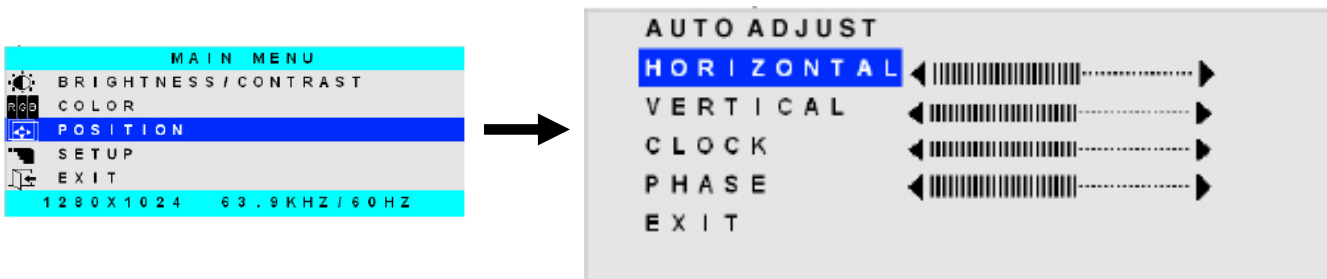 MAIN MENU
BRIGHTNESS/CONTRAST
RGB COLOR
POSITION
SETUP
EXIT
1280X1024 63.9KHZ/60HZ
AUTO ADJUST
HORIZONTAL
VERTICAL
CLOCK
PHASE
EXIT